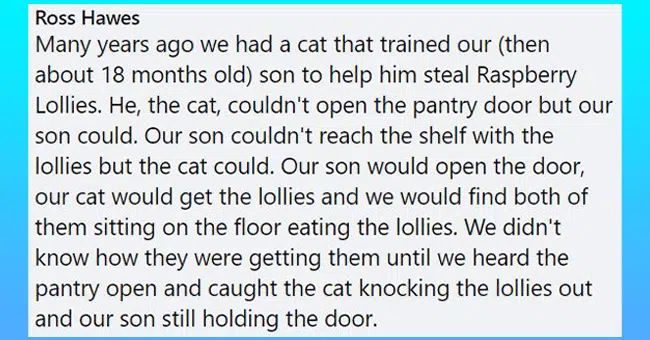 Ross Hawes
Many years ago we had a cat that trained our (then
about 18 months old) son to help him steal Raspberry
Lollies. He, the cat, couldn't open the pantry door but our
son could. Our son couldn't reach the shelf with the
lollies but the cat could. Our son would open the door,
our cat would get the lollies and we would find both of
them sitting on the floor eating the lollies. We didn't
know how they were getting them until we heard the
pantry open and caught the cat knocking the lollies out
and our son still holding the door.